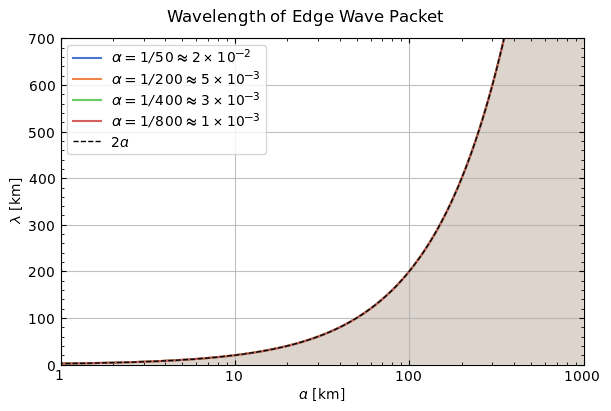 Wavelength of Edge Wave Packet
700
600
500
400
300
200
100
0
λ [km]
α = 1/50 ≈ 2 × 10⁻²
α = 1/200 ≈ 5 × 10⁻³
α = 1/400 ≈ 3 × 10⁻³
α = 1/800 ≈ 1 × 10⁻³
2a
1
10
100
1000
a [km]